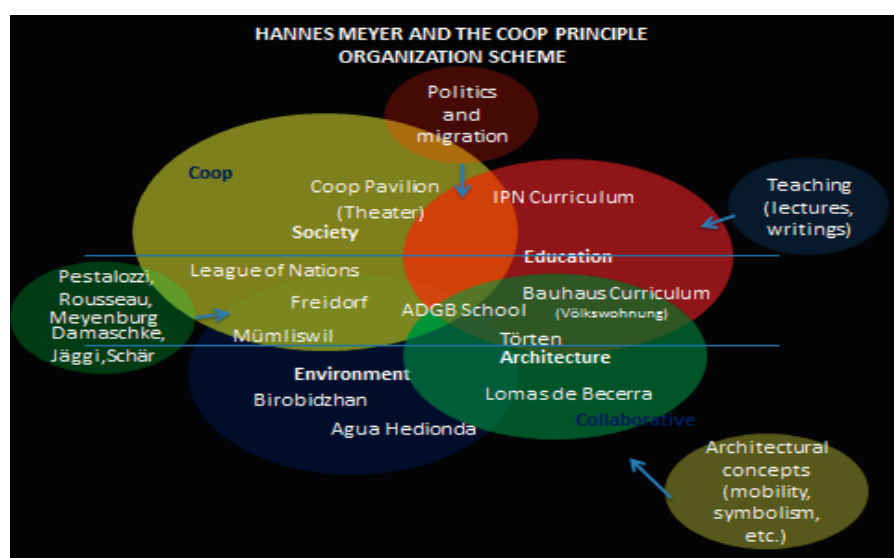 HANNES MEYER AND THE COOP PRINCIPLE
ORGANIZATION SCHEME
Politics
and
migration
Coop
Coop Pavilion
(Theater)
Society
IPN Curriculum
Education
Teaching
(lectures,
writings)
League of Nations
Freidorf
Mümliswil
Pestalozzi,
Rousseau,
Meyenburg
Damaschke,
Jäggi,Schär
ADGB School
Bauhaus Curriculum
(Völkswohnung)
Törten
Architecture
Environment
Birobidzhan
Agua Hedionda
Lomas de Becerra
Collaborative
Architectural
concepts
(mobility,
symbolism,
etc.)